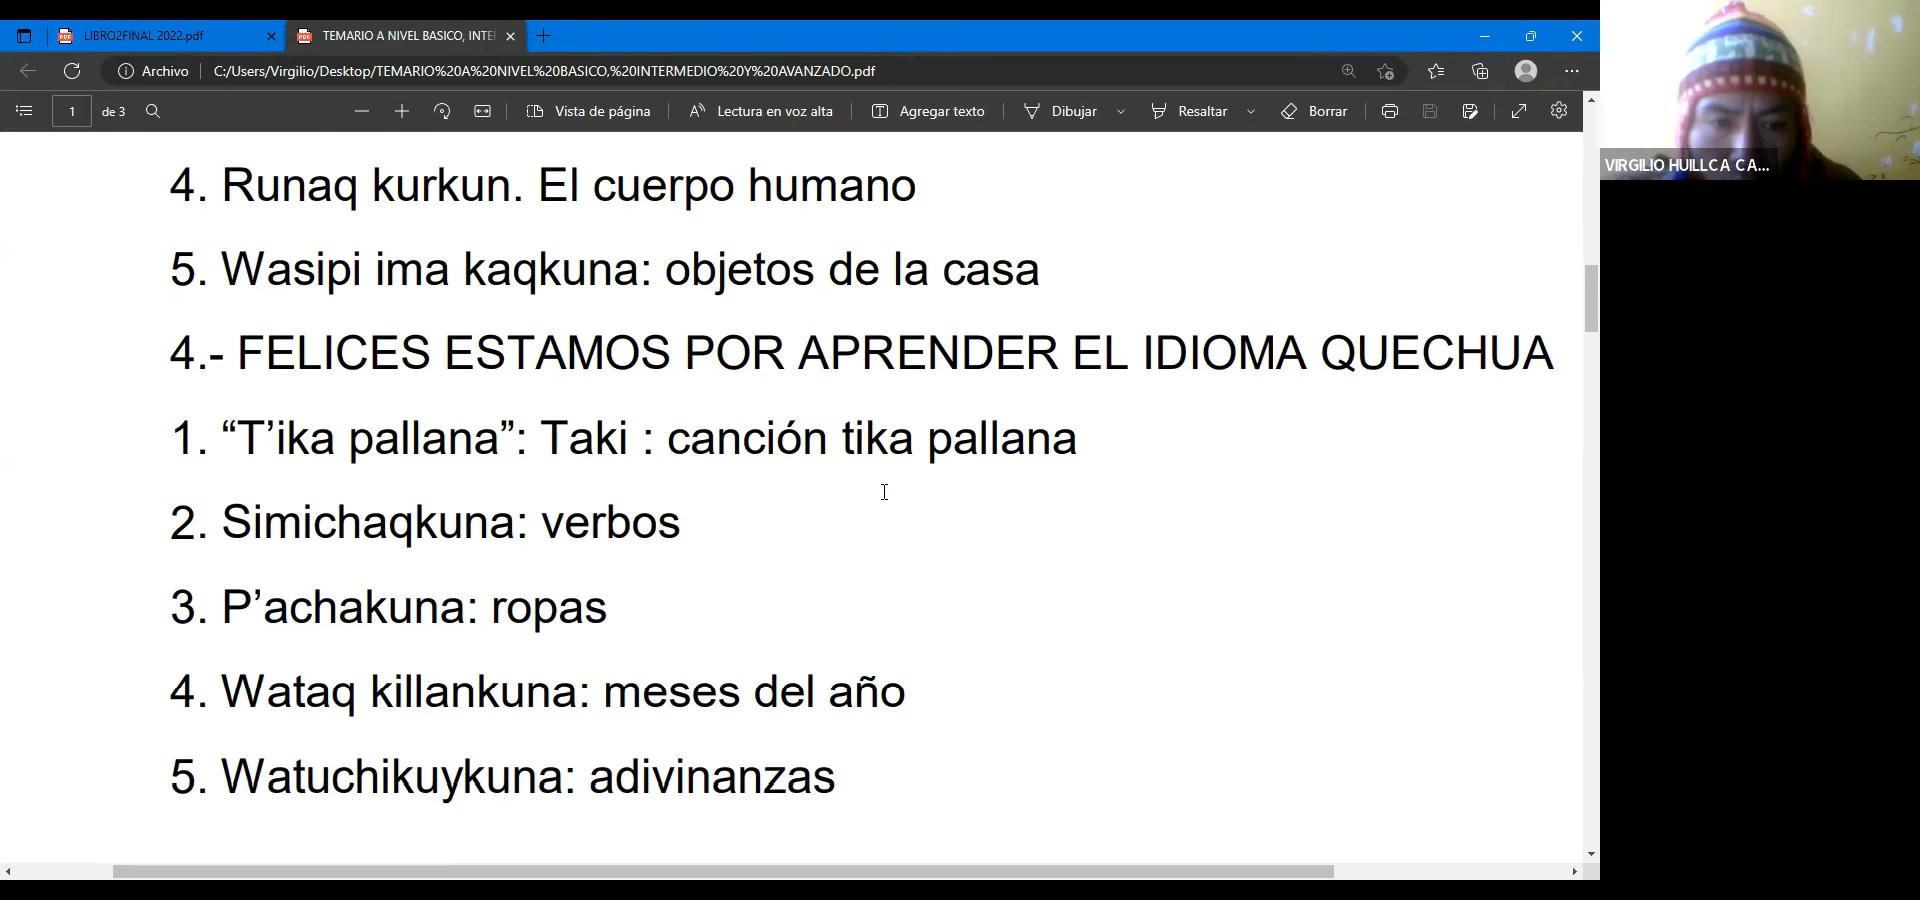 LIBRO2FINAL 2022.pdf
TEMARIO A NIVEL BASICO, INTE
Archivo
C:/Users/Virgilio/Desktop/TEMARIO%20A%20NIVEL%20BASICO,%20INTERMEDIO%20Y%20AVANZADO.pdf
1 de 3
Vista de página
Lectura en voz alta
Agregar texto
Dibujar
Resaltar
Borrar
VIRGILIO HUILLCA CA...
4. Runaq kurkun. El cuerpo humano
5. Wasipi ima kaqkuna: objetos de la casa
4.- FELICES ESTAMOS POR APRENDER EL IDIOMA QUECHUA
1. “T’ika pallana”: Taki : canción tika pallana
2. Simichaqkuna: verbos
3. P’achakuna: ropas
4. Wataq killankuna: meses del año
5. Watuchikuykuna: adivinanzas